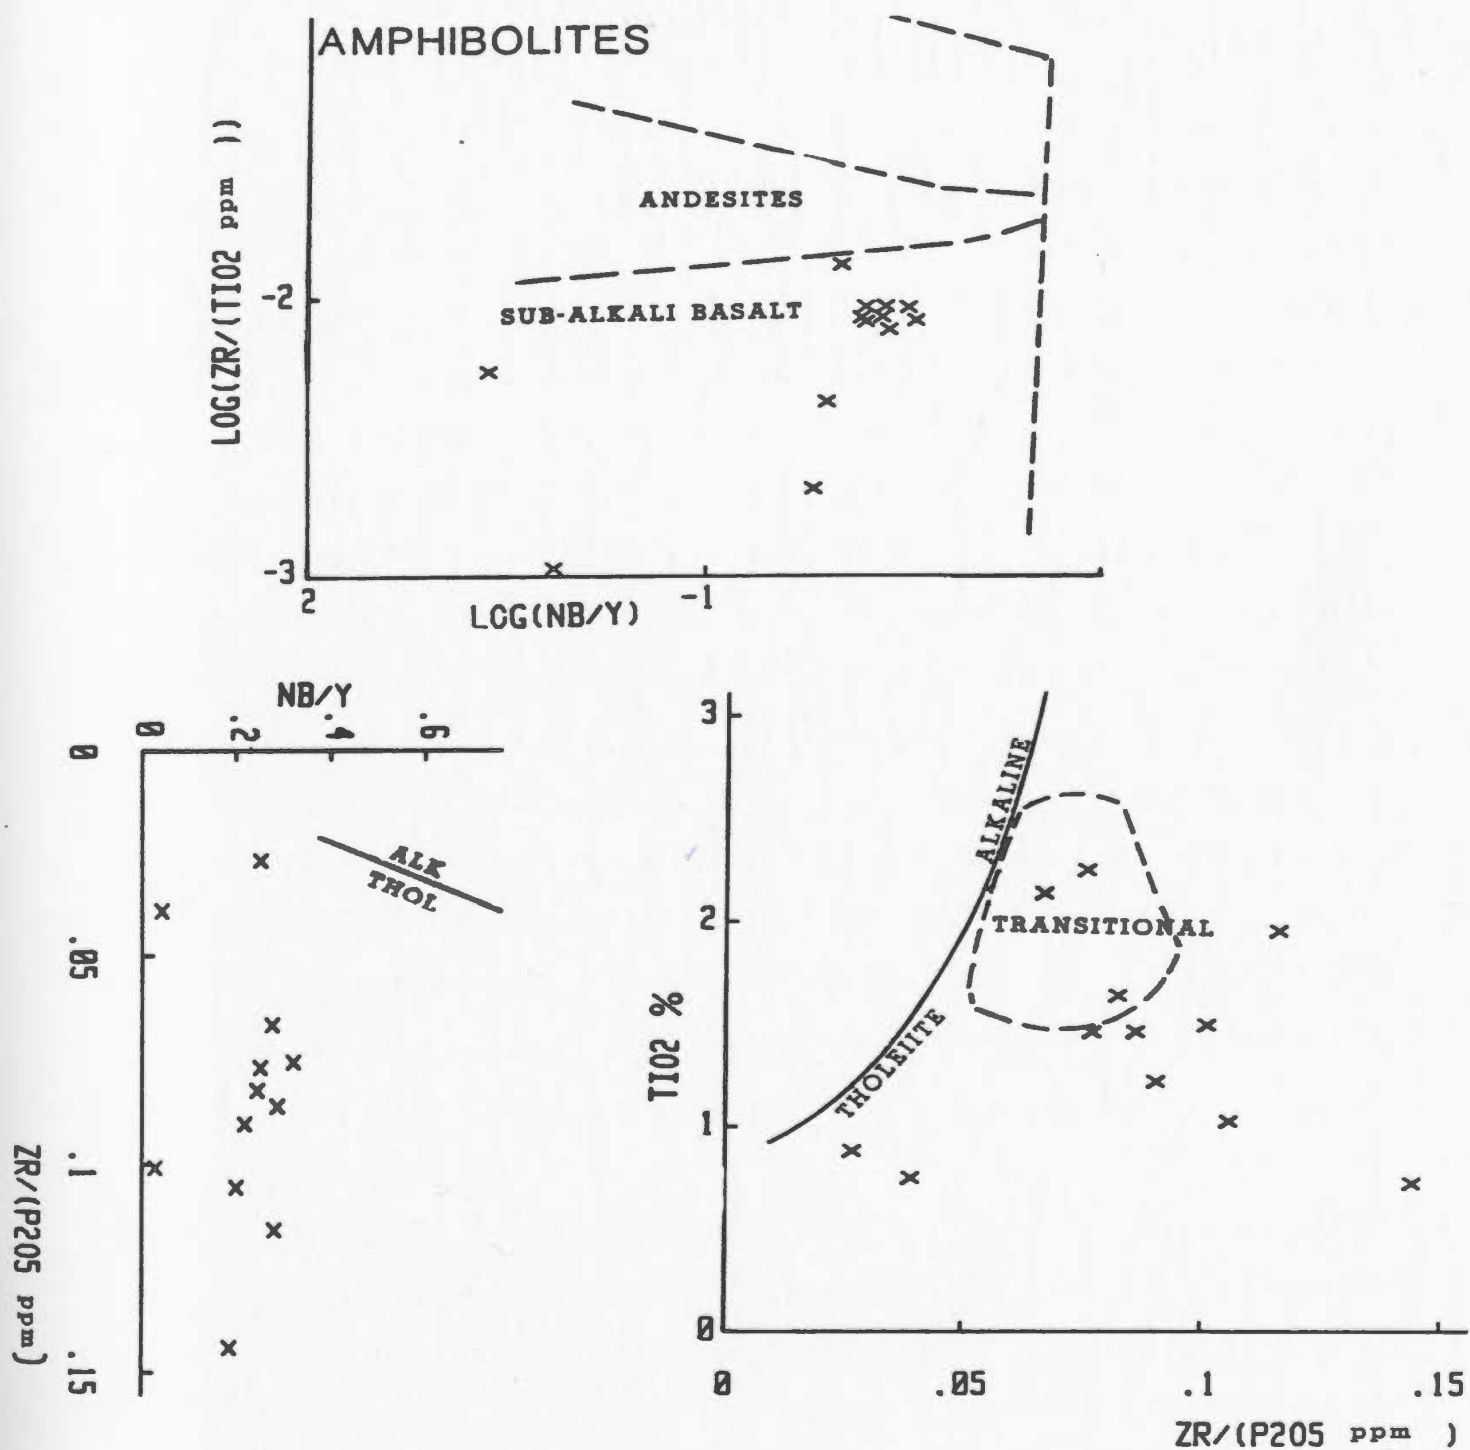 AMPHIBOLITES
LOG(ZR/(TIO2 ppm ))
ANDESITES
-2
SUB-ALKALI BASALT
-3
2
-1
LOG(NB/Y)
NB/Y
0
.2
.4
.6
0
ALK
THOL
.05
.1
.15
ZR/(P205 ppm )
3
ALKALINE
2
TRANSITIONAL
TIO2 %
THOLEIITE
1
0
0
.05
.1
.15
ZR/(P205 ppm )